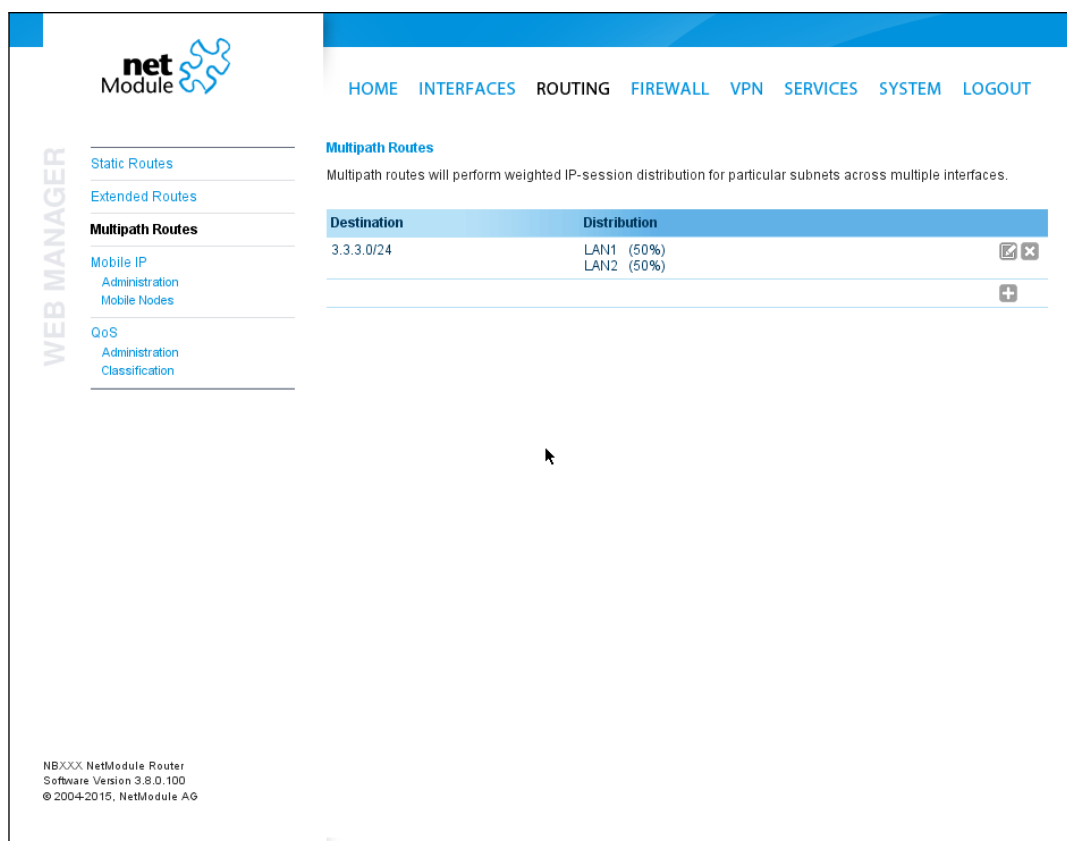 net
Module
HOME INTERFACES ROUTING FIREWALL VPN SERVICES SYSTEM LOGOUT
WEB MANAGER
Static Routes
Extended Routes
Multipath Routes
Mobile IP
Administration
Mobile Nodes
QoS
Administration
Classification
Multipath Routes
Multipath routes will perform weighted IP-session distribution for particular subnets across multiple interfaces.
Destination Distribution
3.3.3.0/24 LAN1 (50%)
LAN2 (50%)
NBXXX NetModule Router
Software Version 3.8.0.100
© 2004-2015, NetModule AG